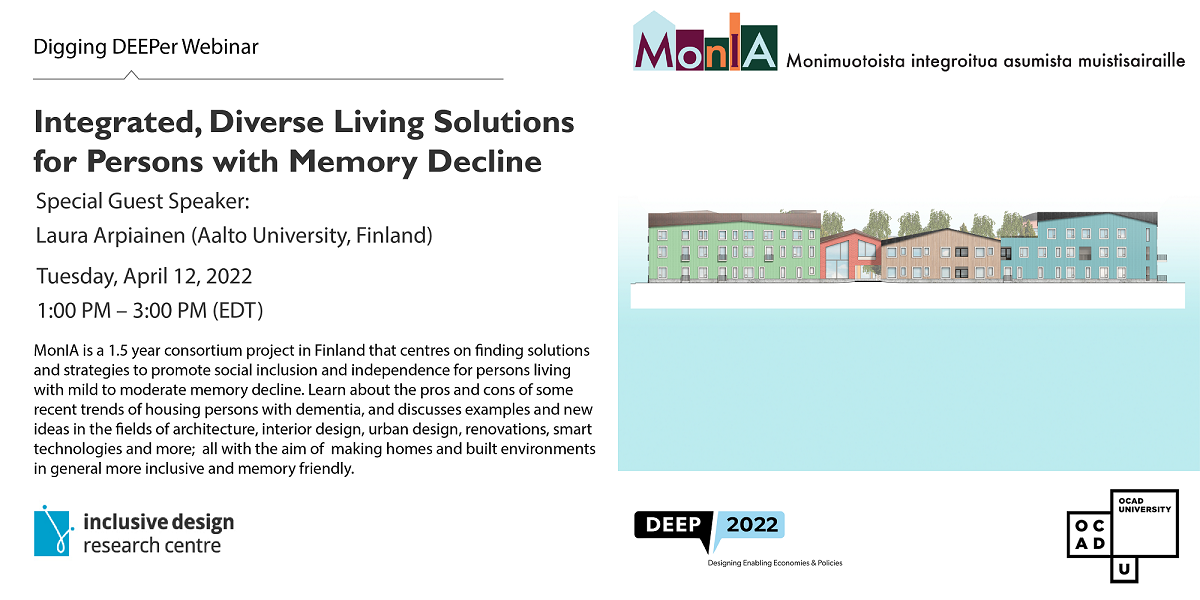 Digging DEEPer Webinar
Integrated, Diverse Living Solutions
for Persons with Memory Decline
Special Guest Speaker:
Laura Arpiainen (Aalto University, Finland)
Tuesday, April 12, 2022
1:00 PM – 3:00 PM (EDT)
MonIA is a 1.5 year consortium project in Finland that centres on finding solutions
and strategies to promote social inclusion and independence for persons living
with mild to moderate memory decline. Learn about the pros and cons of some
recent trends of housing persons with dementia, and discusses examples and new
ideas in the fields of architecture, interior design, urban design, renovations, smart
technologies and more; all with the aim of making homes and built environments
in general more inclusive and memory friendly.
inclusive design
research centre
MonIA Monimuotoista integroitua asumista muistisairaille
DEEP 2022
Designing Enabling Economies & Policies
OCAD
UNIVERSITY
OC
AD
U